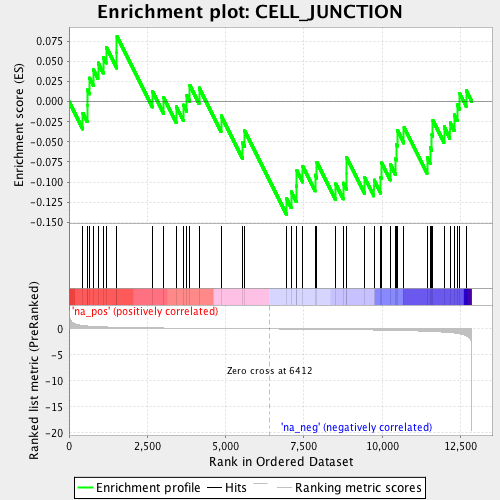 Enrichment plot: CELL_JUNCTION
Enrichment score (ES)
0.075
0.050
0.025
0.000
-0.025
-0.050
-0.075
-0.100
-0.125
-0.150
'na_pos' (positively correlated)
Ranked list metric (PreRanked)
0
-5
-10
-15
-20
Zero cross at 6412
'na_neg' (negatively correlated)
0
2,500
5,000
7,500
10,000
12,500
Rank in Ordered Dataset
Enrichment profile
Hits
Ranking metric scores